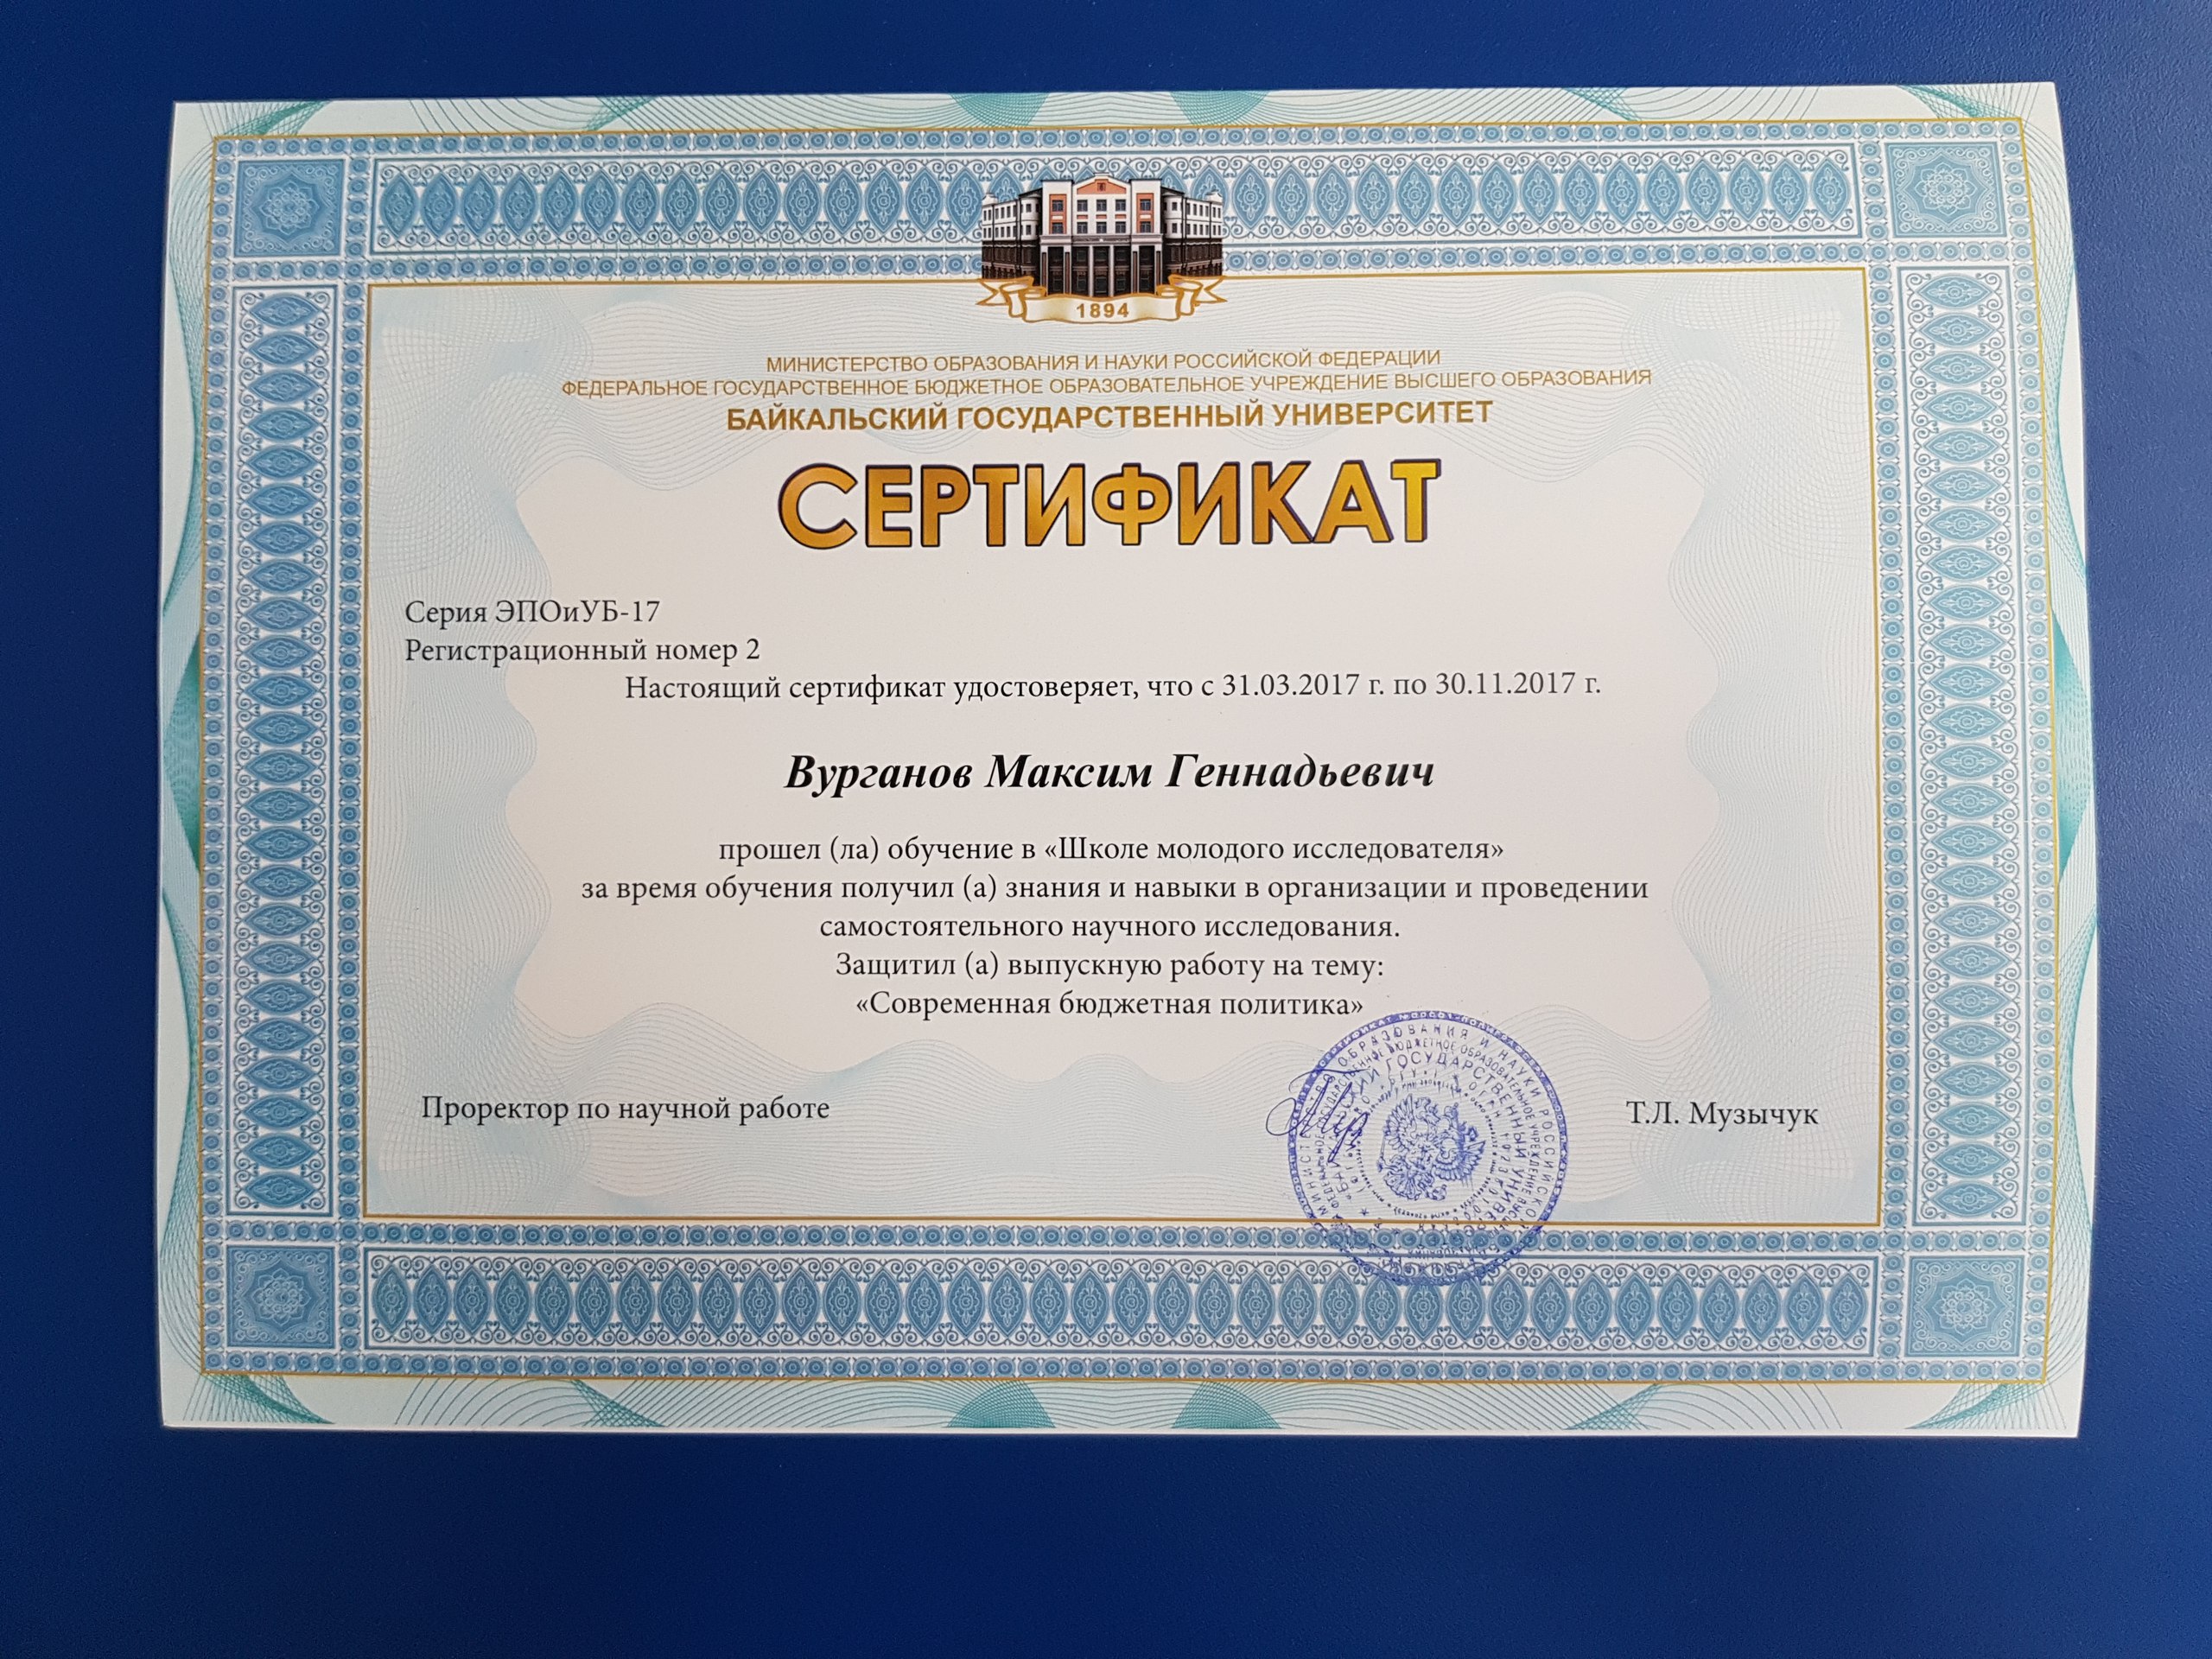 1894
МИНИСТЕРСТВО ОБРАЗОВАНИЯ И НАУКИ РОССИЙСКОЙ ФЕДЕРАЦИИ
ФЕДЕРАЛЬНОЕ ГОСУДАРСТВЕННОЕ БЮДЖЕТНОЕ ОБРАЗОВАТЕЛЬНОЕ УЧРЕЖДЕНИЕ ВЫСШЕГО ОБРАЗОВАНИЯ
БАЙКАЛЬСКИЙ ГОСУДАРСТВЕННЫЙ УНИВЕРСИТЕТ
СЕРТИФИКАТ
Серия ЭПОиУБ-17
Регистрационный номер 2
Настоящий сертификат удостоверяет, что с 31.03.2017 г. по 30.11.2017 г.
Вурганов Максим Геннадьевич
прошел (ла) обучение в «Школе молодого исследователя»
за время обучения получил (а) знания и навыки в организации и проведении
самостоятельного научного исследования.
Защитил (а) выпускную работу на тему:
«Современная бюджетная политика»
Проректор по научной работе
Т.Л. Музычук